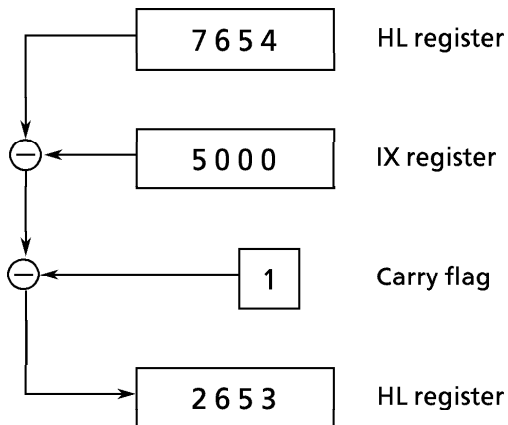 7654 HL register
5000 IX register
1 Carry flag
2653 HL register